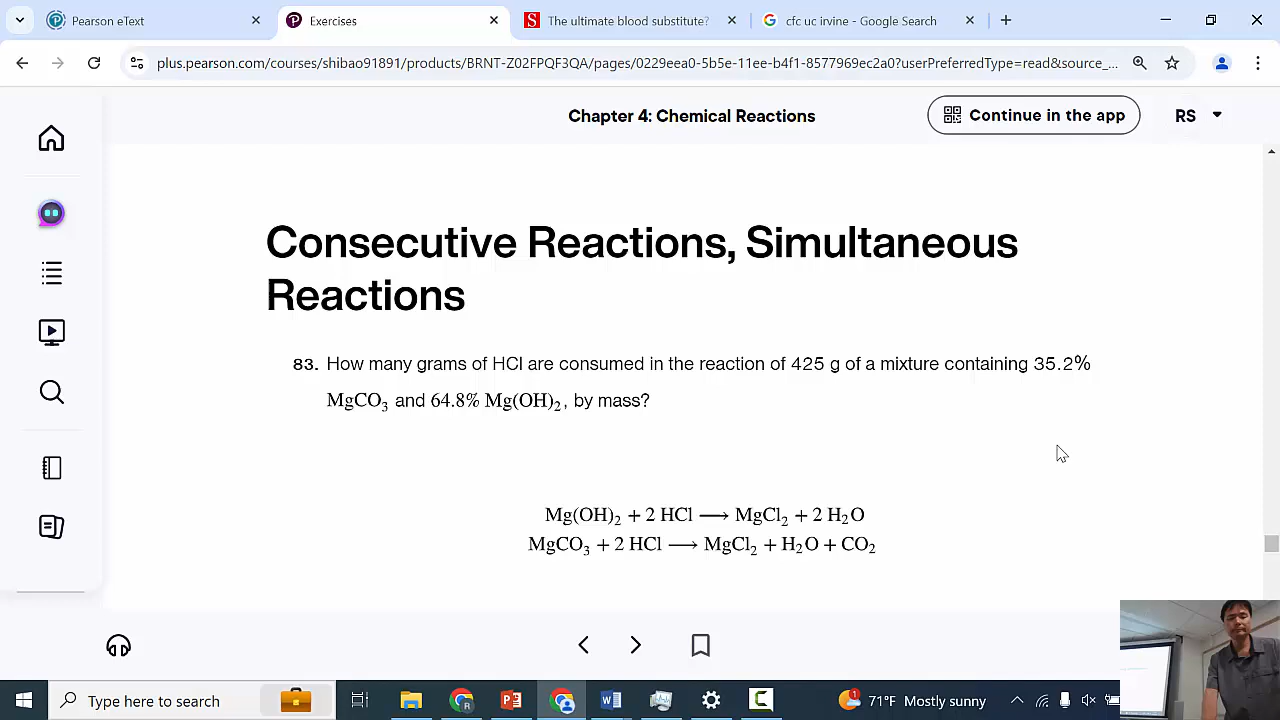 Pearson eText
Exercises
The ultimate blood substitute?
cfc uc irvine - Google Search
plus.pearson.com/courses/shibao91891/products/BRNT-Z02FPQF3QA/pages/0229eea0-5b5e-11ee-b4f1-8577969ec2a0?userPreferredType=read&source_...
Chapter 4: Chemical Reactions
Continue in the app
RS
Consecutive Reactions, Simultaneous
Reactions
83. How many grams of HCl are consumed in the reaction of 425 g of a mixture containing 35.2%
MgCO₃ and 64.8% Mg(OH)₂, by mass?
Mg(OH)₂ + 2 HCl ⟶ MgCl₂ + 2 H₂O
MgCO₃ + 2 HCl ⟶ MgCl₂ + H₂O + CO₂
Type here to search
71°F Mostly sunny